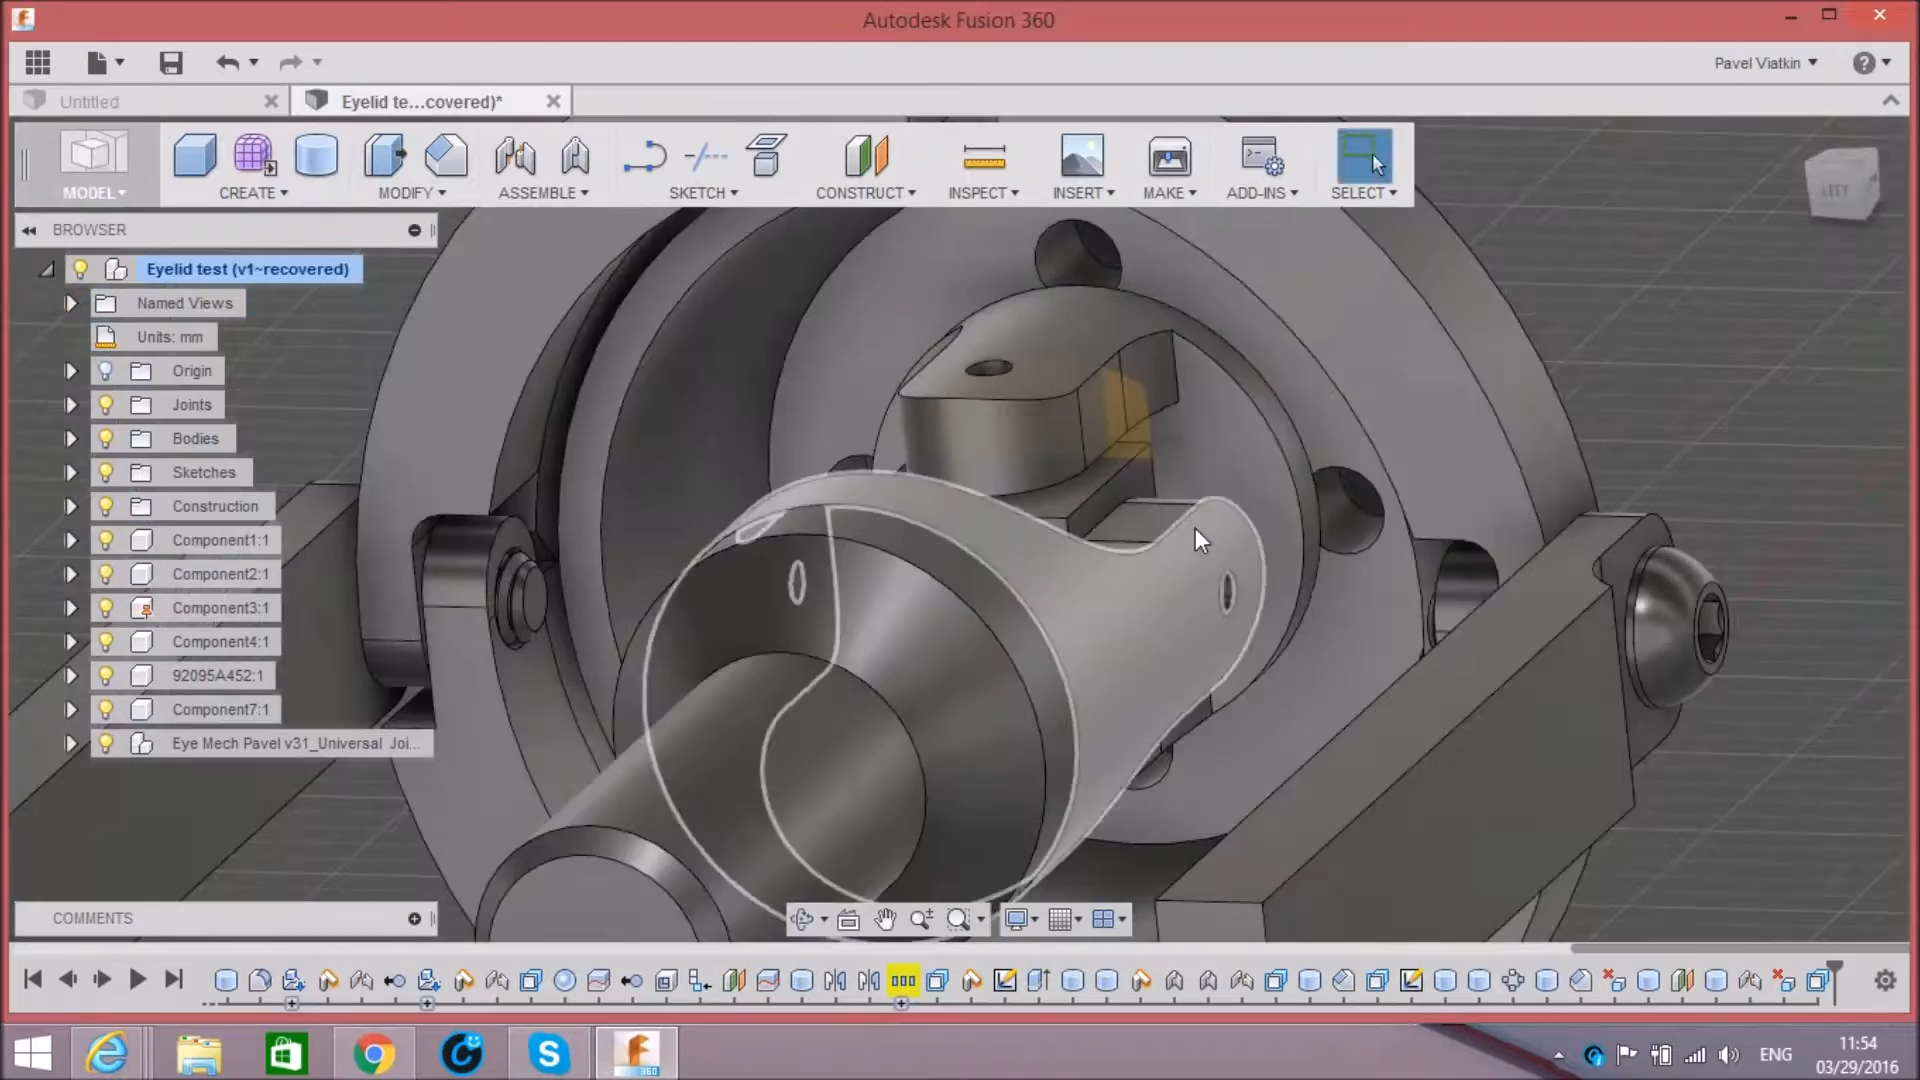 Autodesk Fusion 360
Pavel Viatkin
Untitled
Eyelid te...covered)*
MODEL
CREATE
MODIFY
ASSEMBLE
SKETCH
CONSTRUCT
INSPECT
INSERT
MAKE
ADD-INS
SELECT
BROWSER
Eyelid test (v1~recovered)
Named Views
Units: mm
Origin
Joints
Bodies
Sketches
Construction
Component1:1
Component2:1
Component3:1
Component4:1
92095A452:1
Component7:1
Eye Mech Pavel v31_Universal Joi...
COMMENTS
360
ENG
11:54
03/29/2016